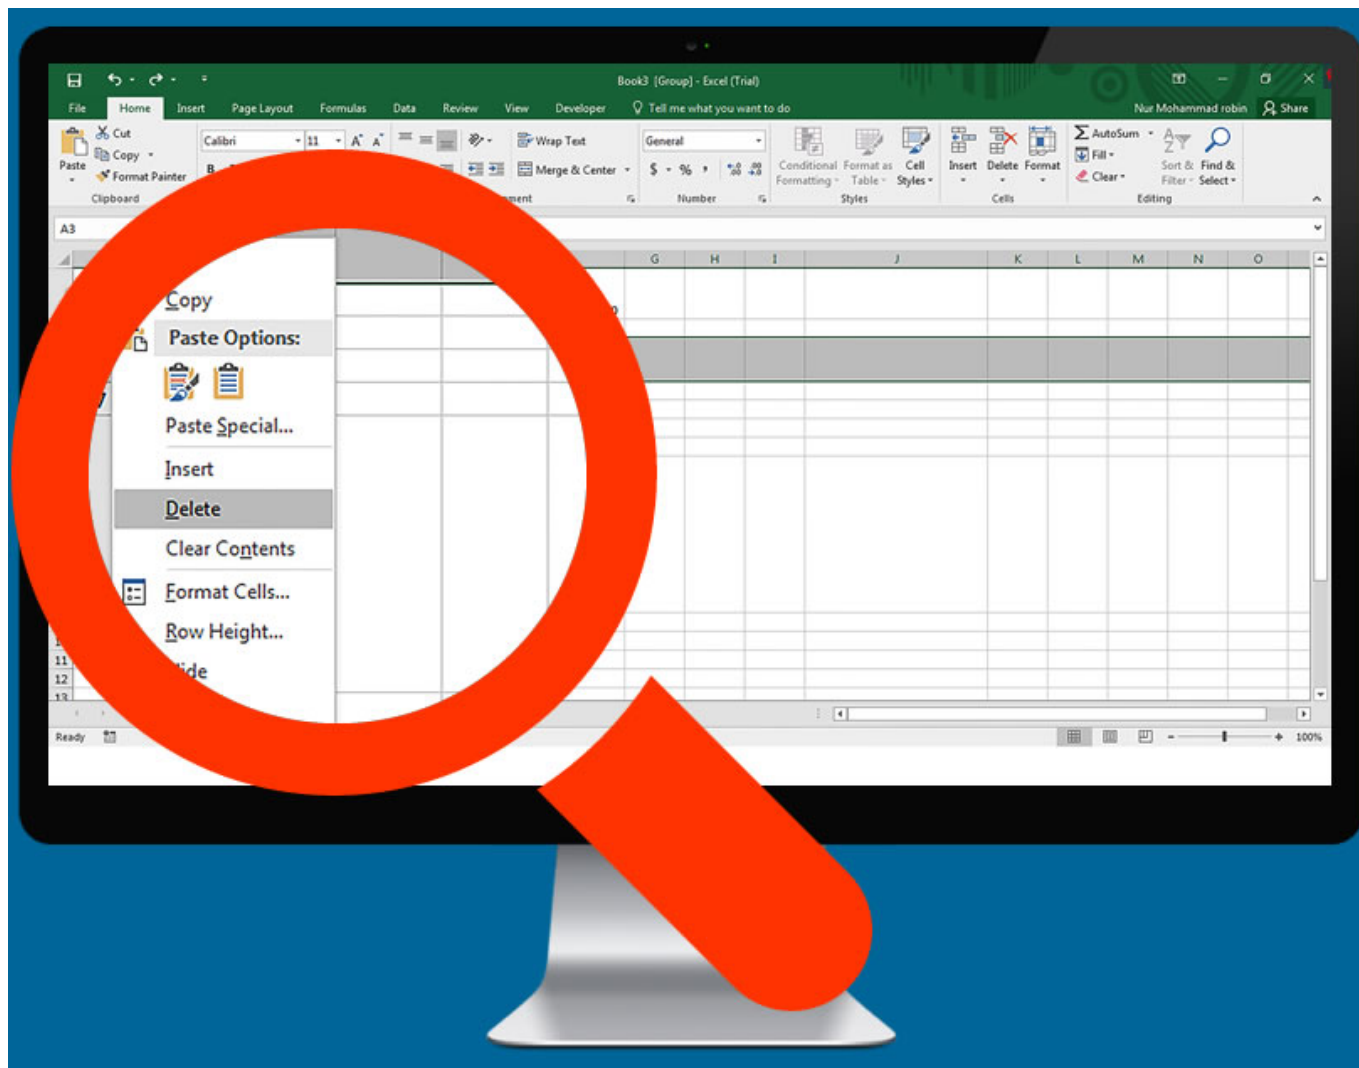 Book3 [Group] - Excel (Trial)
File Home Insert Page Layout Formulas Data Review View Developer Tell me what you want to do Nur Mohammad robin Share
Cut
Copy
Format Painter
Paste
Clipboard
Calibri 11
B
Wrap Text
Merge & Center
General
$ % ,
Number
Conditional Formatting
Format as Table
Cell Styles
Styles
Insert Delete Format
Cells
AutoSum
Fill
Clear
Sort & Filter
Find & Select
Editing
A3
G H I J K L M N O
Copy
Paste Options:
Paste Special...
Insert
Delete
Clear Contents
Format Cells...
Row Height...
11
12
13
Ready
100%